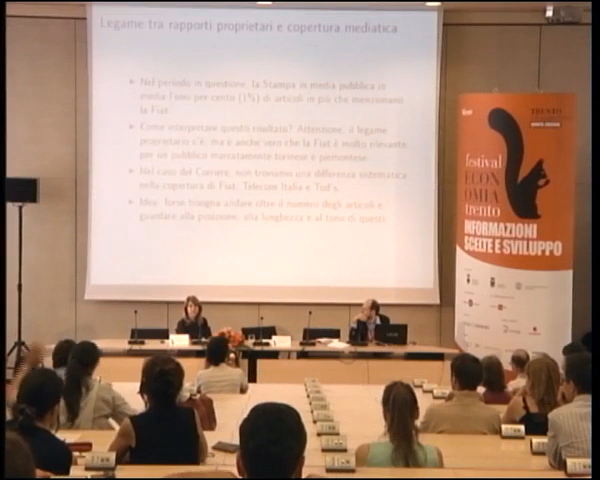 Legame tra rapporti proprietari e copertura mediatica
Nel periodo in questione, la Stampa in media pubblica in
media l'uno per cento (1%) di articoli in più che menzionano
la Fiat.
Come interpretare questo risultato? Attenzione, il legame
proprietario c'è, ma è anche vero che la Fiat è molto rilevante
per un pubblico marcatamente torinese e piemontese
Nel caso del Corriere, non troviamo una differenza sistematica
nella copertura di Fiat, Telecom Italia e Tod's.
Idea: forse bisogna andare oltre il numero degli articoli e
guardare alla posizione, alla lunghezza e al tono di questi
TRENTO
festival
ECON
OMIA
trento
INFORMAZIONI
SCELTE E SVILUPPO